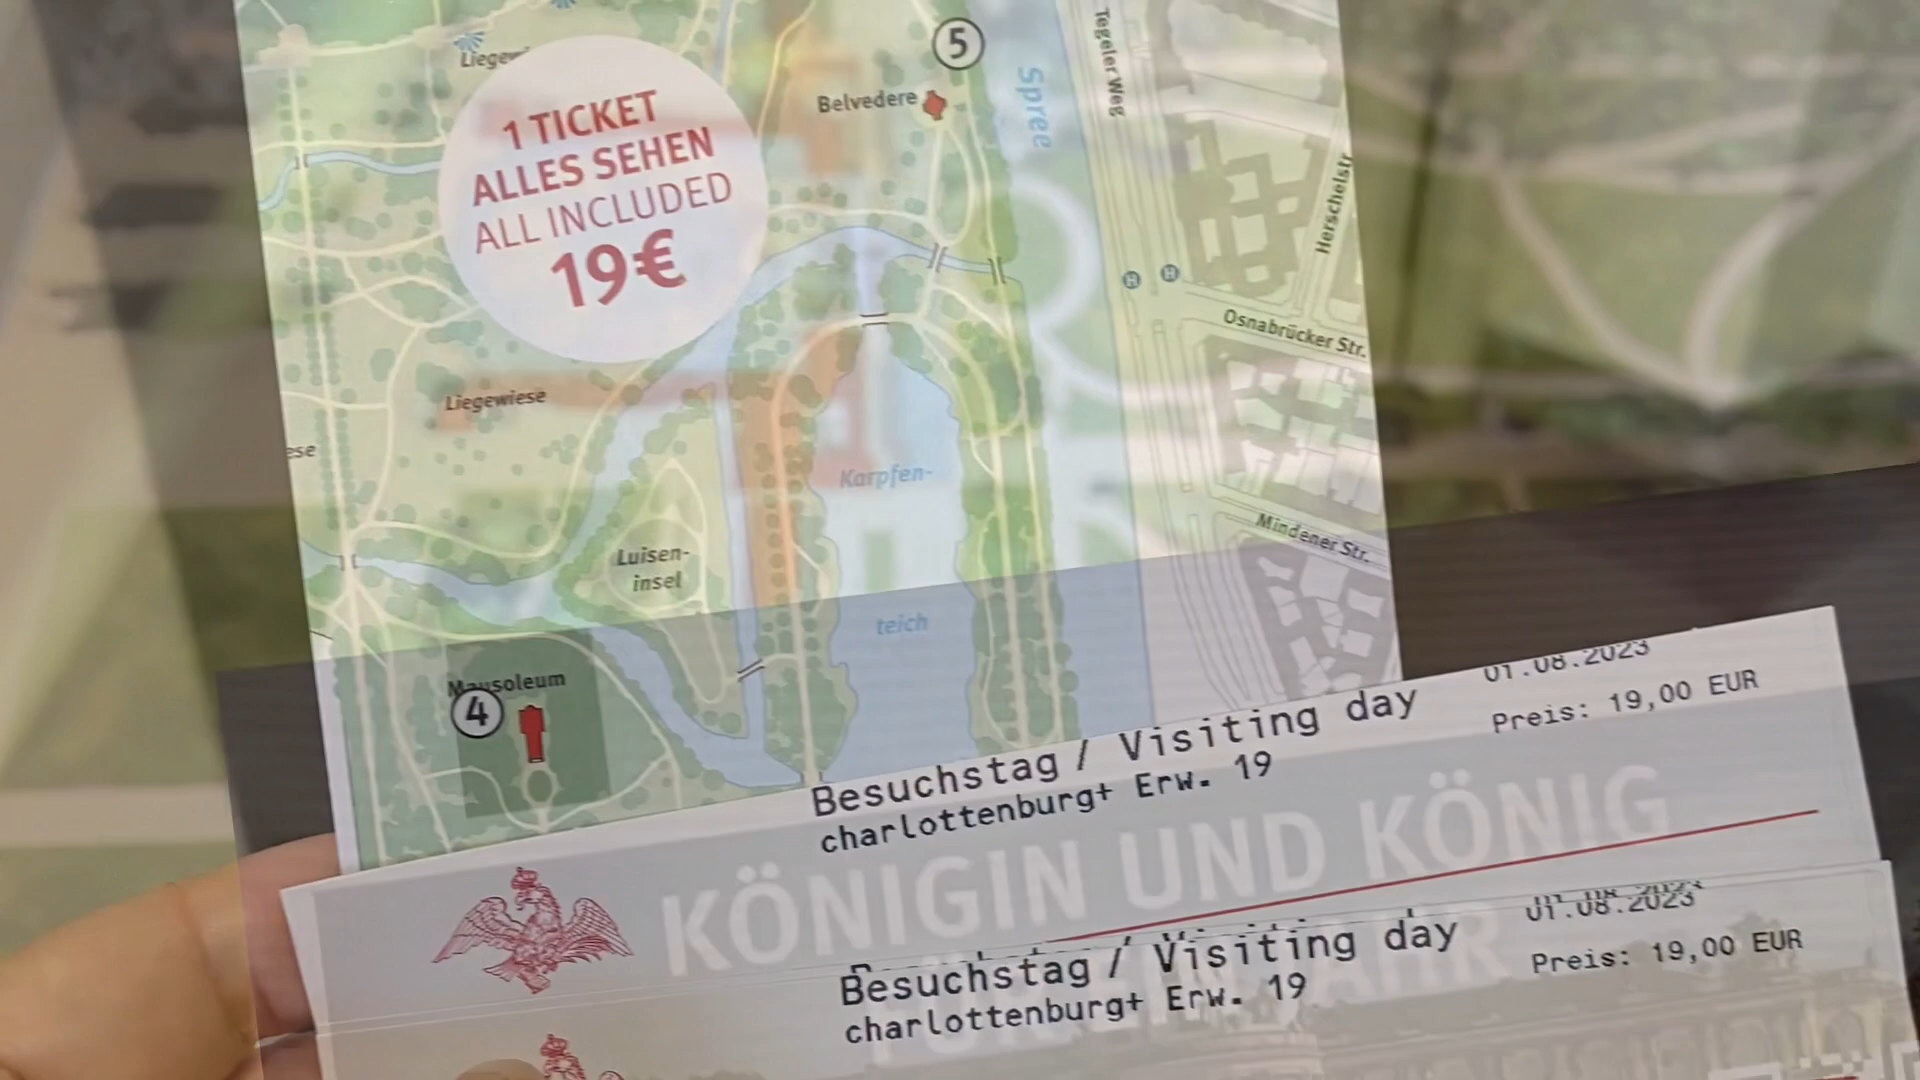 5
Liegewi
Belvedere
Spree
Tegeler Weg
1 TICKET
ALLES SEHEN
ALL INCLUDED
19€
Herschelstr
H H
Osnabrücker Str.
Liegewiese
ese
Karpfen-
teich
Mindener Str.
Luisen-
insel
Mausoleum
4
01.08.2023
Besuchstag / Visiting day
Preis: 19,00 EUR
charlottenburg+ Erw. 19
KÖNIGIN UND KÖNIG
01.08.2023
Besuchstag / Visiting day
Preis: 19,00 EUR
charlottenburg+ Erw. 19